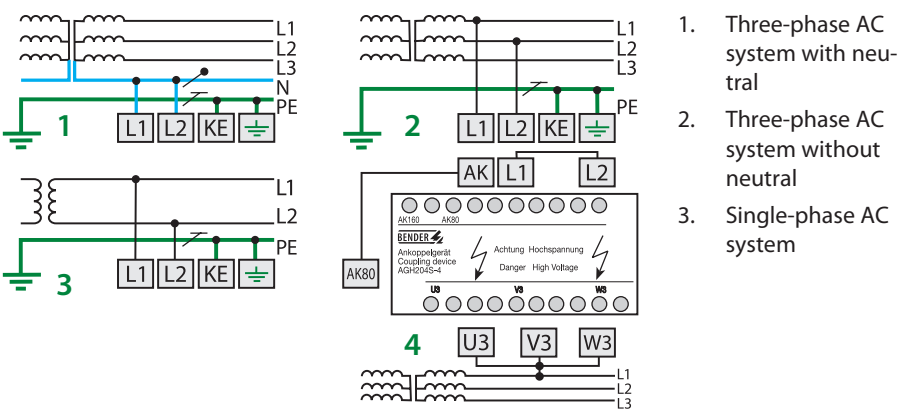 L1
L2
L3
N
PE
1
L1 L2 KE
L1
L2
L3
PE
2
L1 L2 KE
L1
L2
PE
3
L1 L2 KE
AK L1 L2
AK160 AK80
BENDER
Ankoppelgerät
Coupling device
AGH204S-4
Achtung Hochspannung
Danger High Voltage
AK80
U3 V3 W3
4
U3 V3 W3
L1
L2
L3
1. Three-phase AC
system with neu-
tral
2. Three-phase AC
system without
neutral
3. Single-phase AC
system